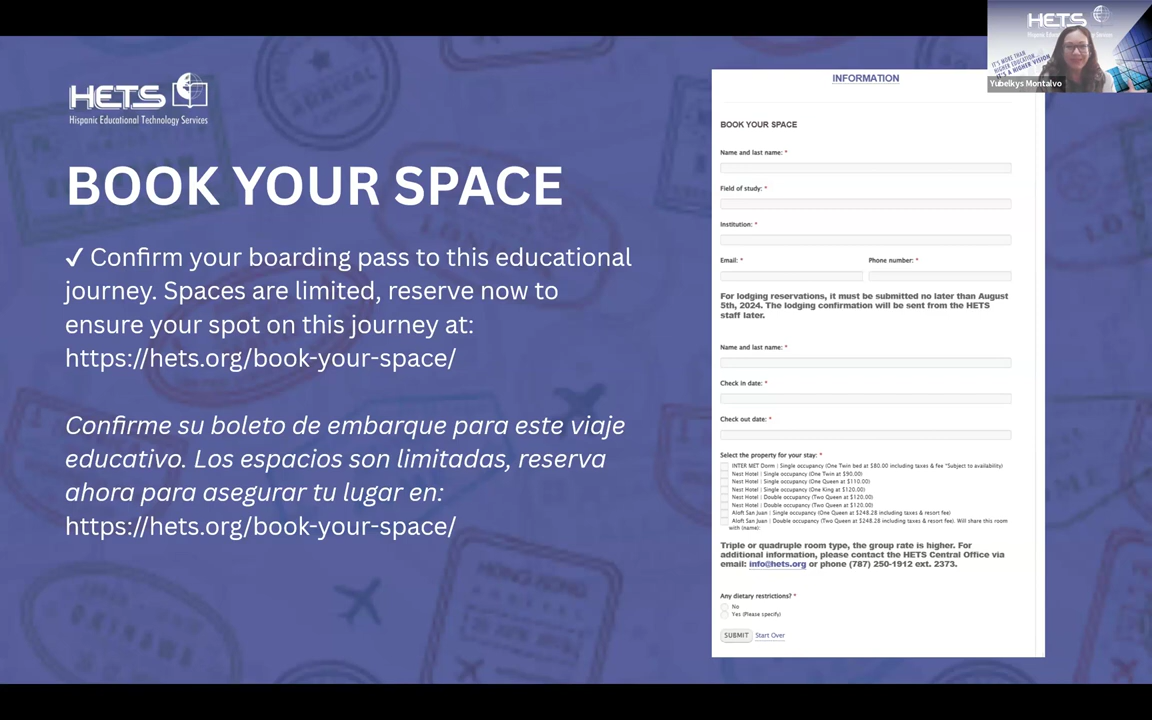 HETS
Hispanic Educational Technology Services
BOOK YOUR SPACE
✓ Confirm your boarding pass to this educational
journey. Spaces are limited, reserve now to
ensure your spot on this journey at:
https://hets.org/book-your-space/
Confirme su boleto de embarque para este viaje
educativo. Los espacios son limitadas, reserva
ahora para asegurar tu lugar en:
https://hets.org/book-your-space/
INFORMATION
BOOK YOUR SPACE
Name and last name: *
Field of study: *
Institution: *
Email: *
Phone number: *
For lodging reservations, it must be submitted no later than August
5th, 2024. The lodging confirmation will be sent from the HETS
staff later.
Name and last name: *
Check in date: *
Check out date: *
Select the property for your stay: *
INTER MET Dorm | Single occupancy (One Twin bed at $80.00 including taxes & fee *Subject to availability)
Nest Hotel | Single occupancy (One Twin at $90.00)
Nest Hotel | Single occupancy (One Queen at $110.00)
Nest Hotel | Single occupancy (One King at $120.00)
Nest Hotel | Double occupancy (Two Queen at $120.00)
Nest Hotel | Double occupancy (Two Queen at $120.00)
Aloft San Juan | Single occupancy (One Queen at $248.28 including taxes & resort fee)
Aloft San Juan | Double occupancy (Two Queen at $248.28 including taxes & resort fee). Will share this room
with (name):
Triple or quadruple room type, the group rate is higher. For
additional information, please contact the HETS Central Office via
email: info@hets.org or phone (787) 250-1912 ext. 2373.
Any dietary restrictions? *
No
Yes (Please specify)
SUBMIT Start Over
HETS
IT'S MORE THAN
HIGHER EDUCATION
IT'S A HIGHER VISION
Yubelkys Montalvo